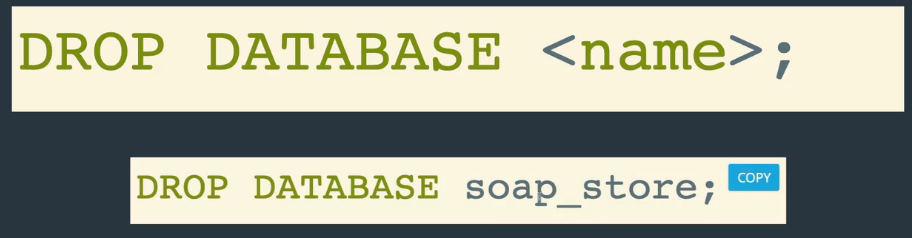 DROP DATABASE <name>;
DROP DATABASE soap_store;
COPY